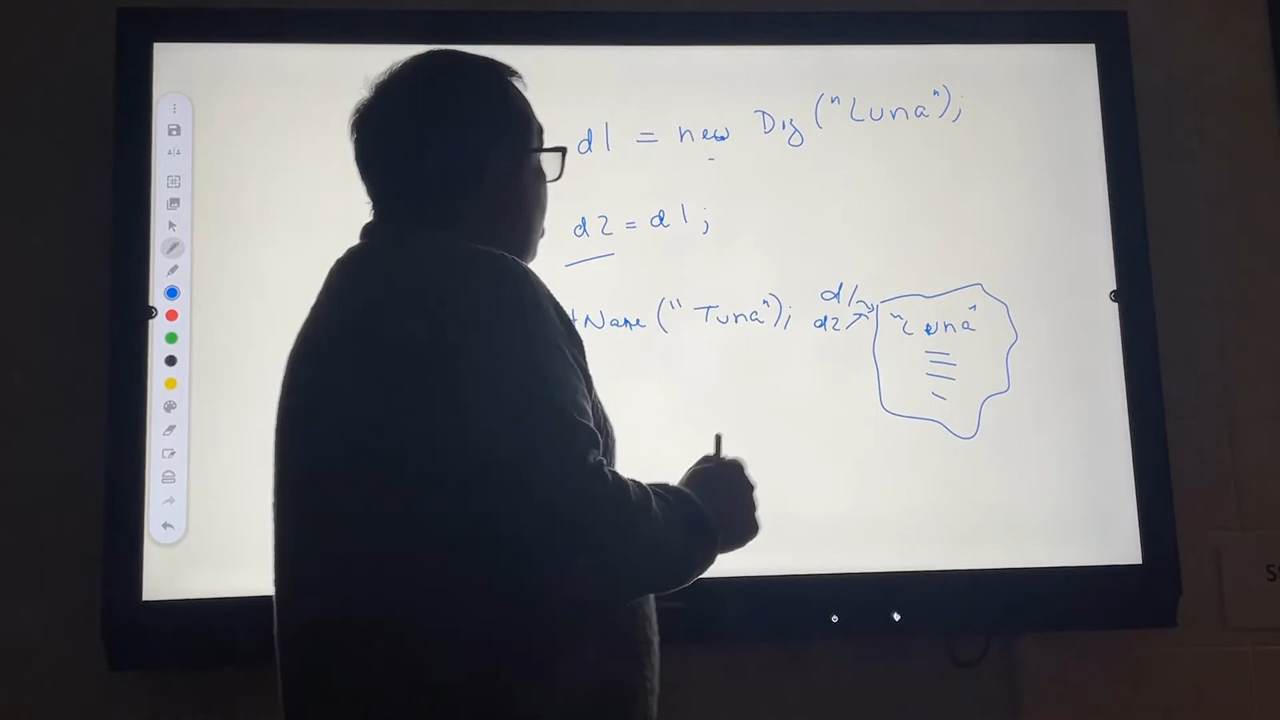 d1 = new Dog("Luna");
d2 = d1;
tName("Tuna");
d1
d2
"Luna"